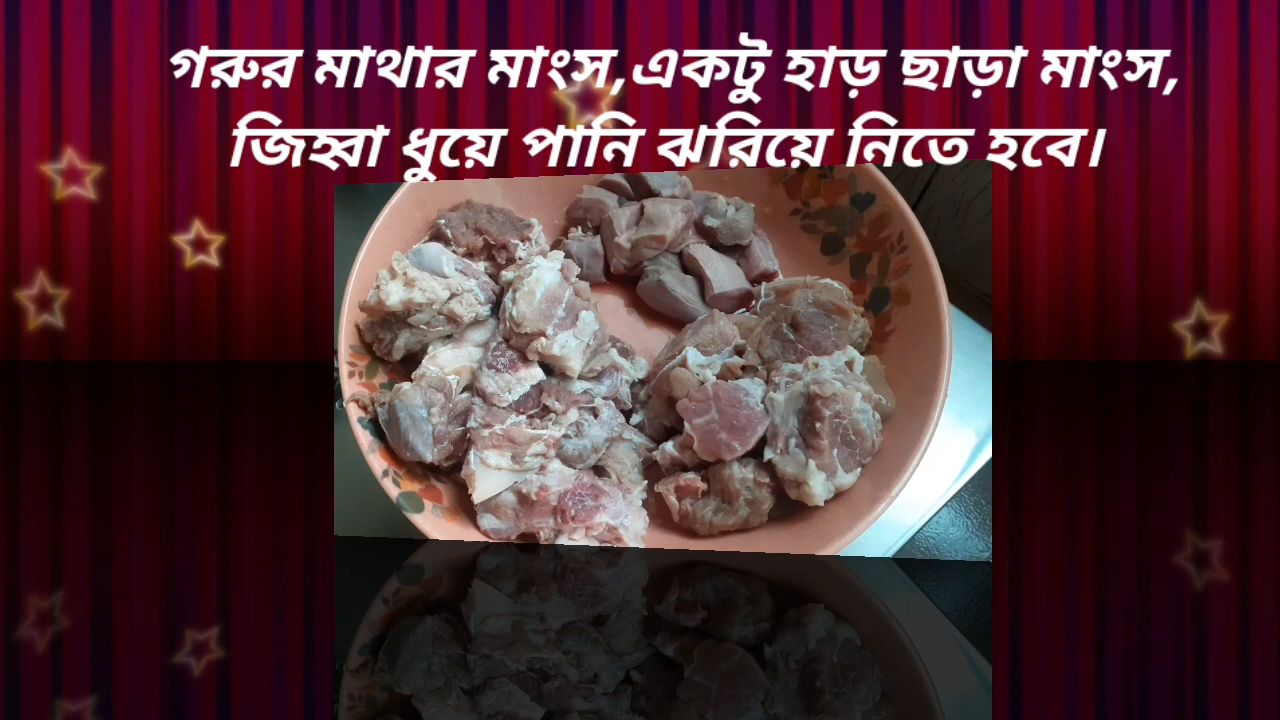 গরুর মাথার মাংস,একটু হাড় ছাড়া মাংস,
জিহ্বা ধুয়ে পানি ঝরিয়ে নিতে হবে।